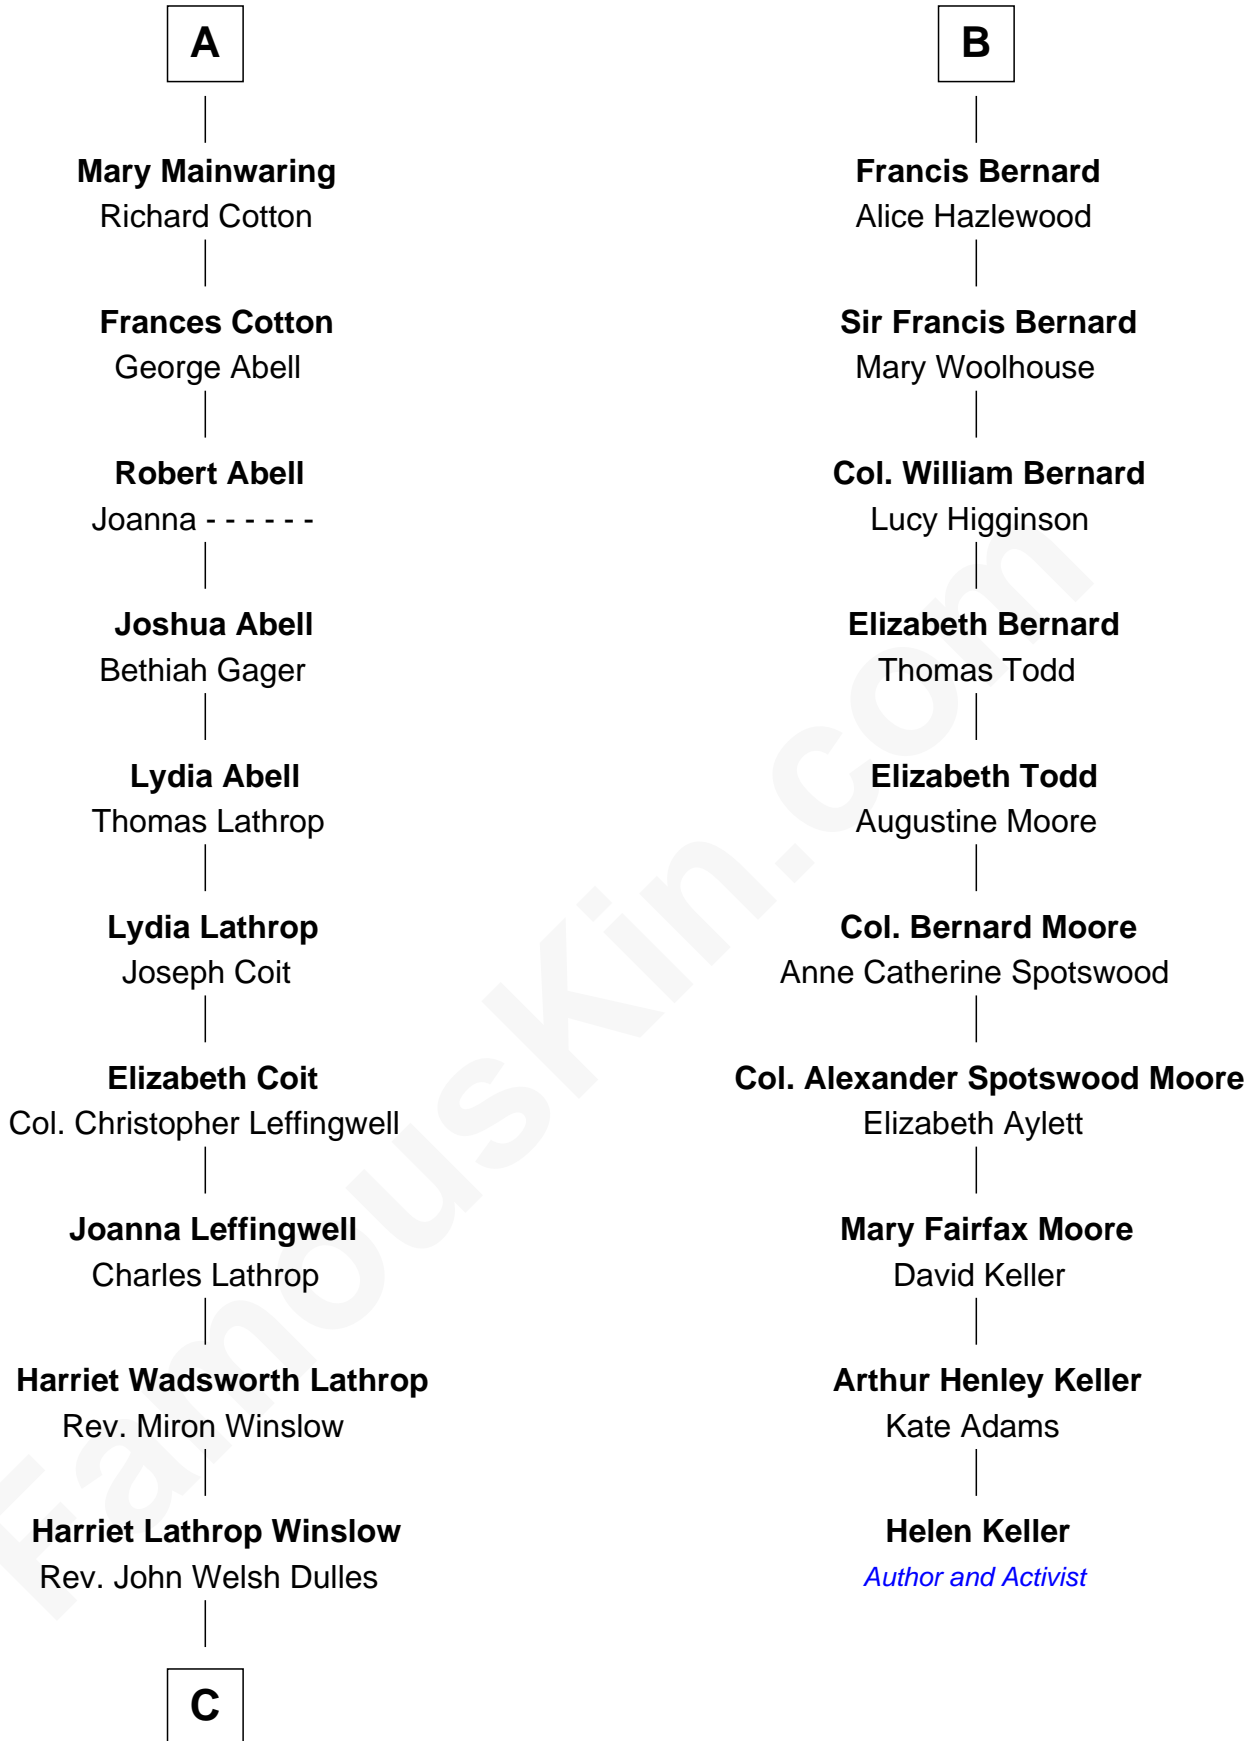 A
Mary Mainwaring
Richard Cotton
Frances Cotton
George Abell
Robert Abell
Joanna - - - - - -
Joshua Abell
Bethiah Gager
Lydia Abell
Thomas Lathrop
Lydia Lathrop
Joseph Coit
Elizabeth Coit
Col. Christopher Leffingwell
Joanna Leffingwell
Charles Lathrop
Harriet Wadsworth Lathrop
Rev. Miron Winslow
Harriet Lathrop Winslow
Rev. John Welsh Dulles
C
B
Francis Bernard
Alice Hazlewood
Sir Francis Bernard
Mary Woolhouse
Col. William Bernard
Lucy Higginson
Elizabeth Bernard
Thomas Todd
Elizabeth Todd
Augustine Moore
Col. Bernard Moore
Anne Catherine Spotswood
Col. Alexander Spotswood Moore
Elizabeth Aylett
Mary Fairfax Moore
David Keller
Arthur Henley Keller
Kate Adams
Helen Keller
Author and Activist
FamousKin.com